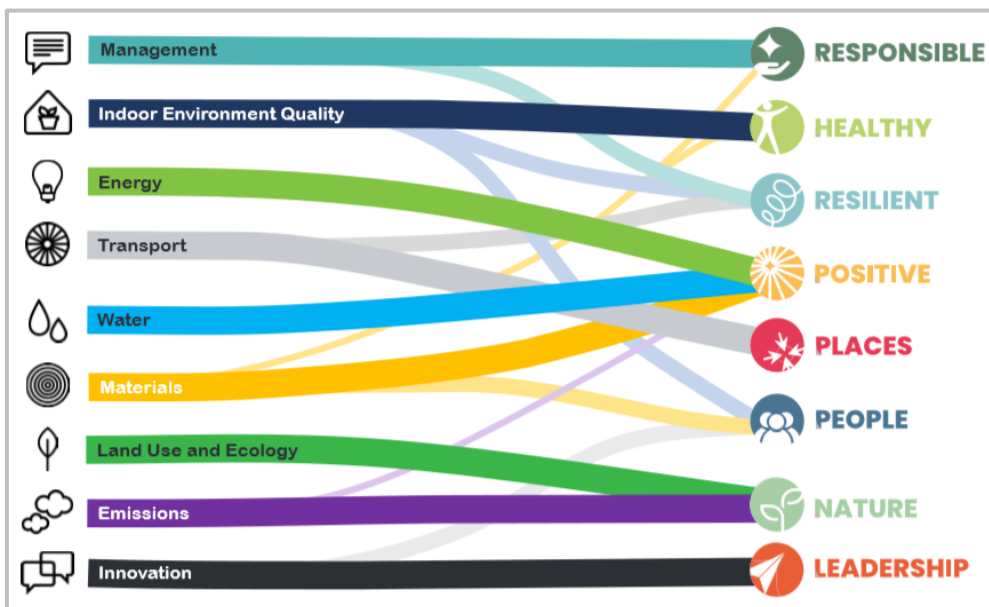 Management
Indoor Environment Quality
Energy
Transport
Water
Materials
Land Use and Ecology
Emissions
Innovation
RESPONSIBLE
HEALTHY
RESILIENT
POSITIVE
PLACES
PEOPLE
NATURE
LEADERSHIP